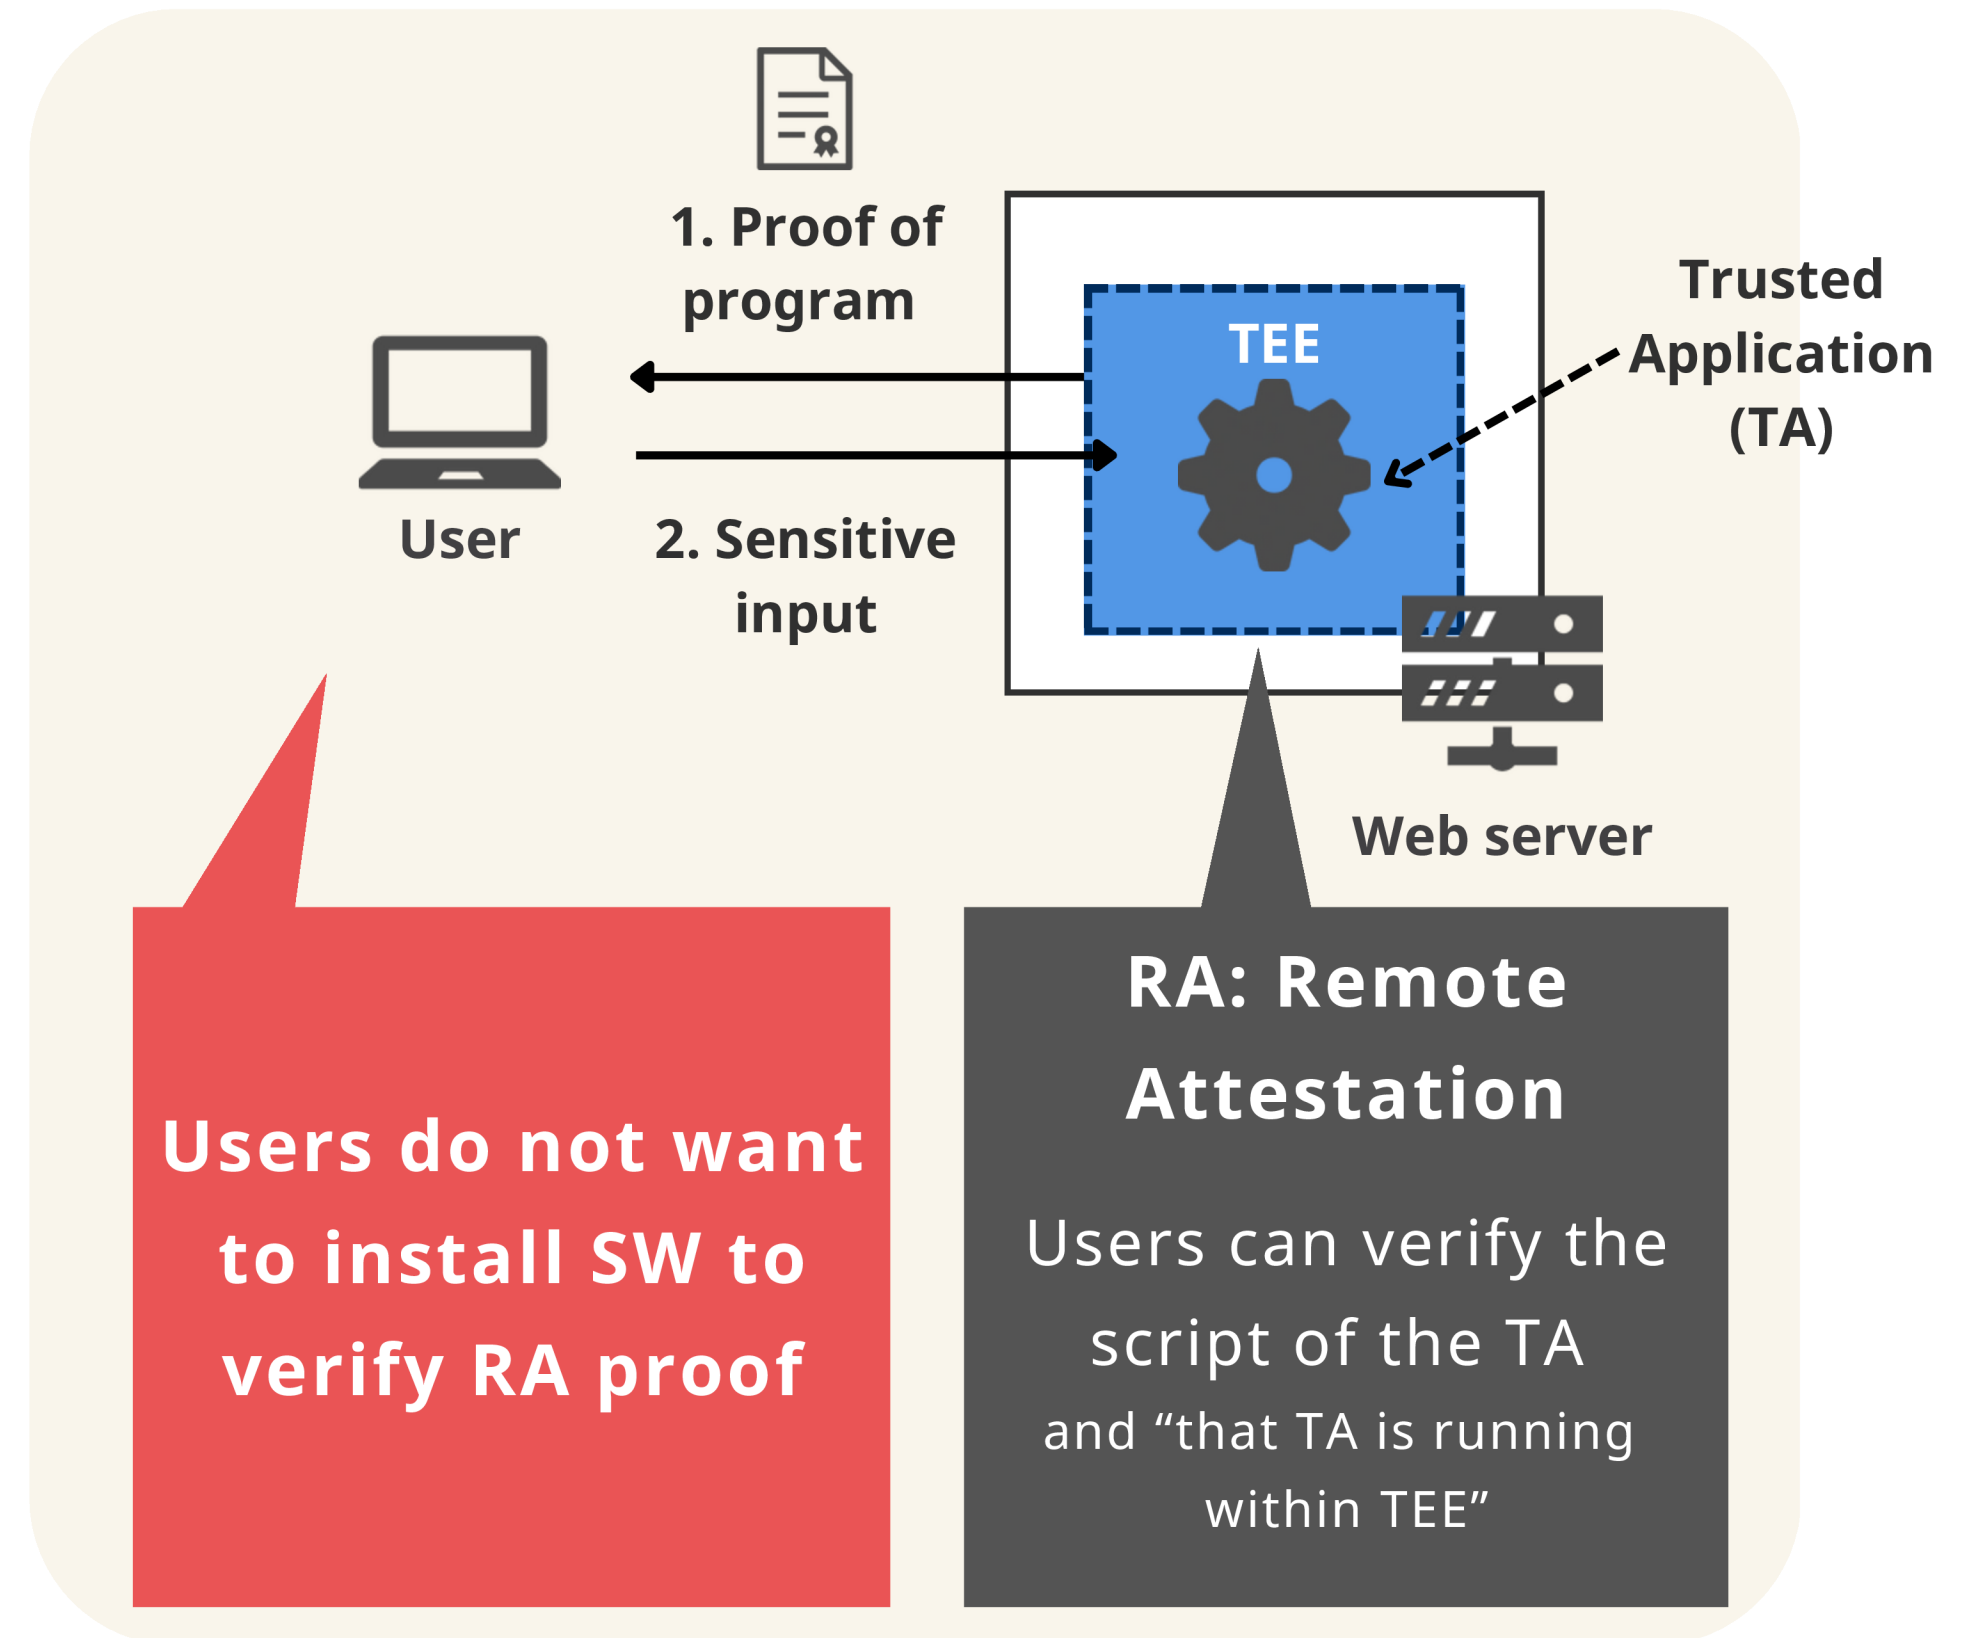 1. Proof of
program
TEE
Trusted
Application
(TA)
User
2. Sensitive
input
Web server
Users do not want
to install SW to
verify RA proof
RA: Remote
Attestation
Users can verify the
script of the TA
and “that TA is running
within TEE”